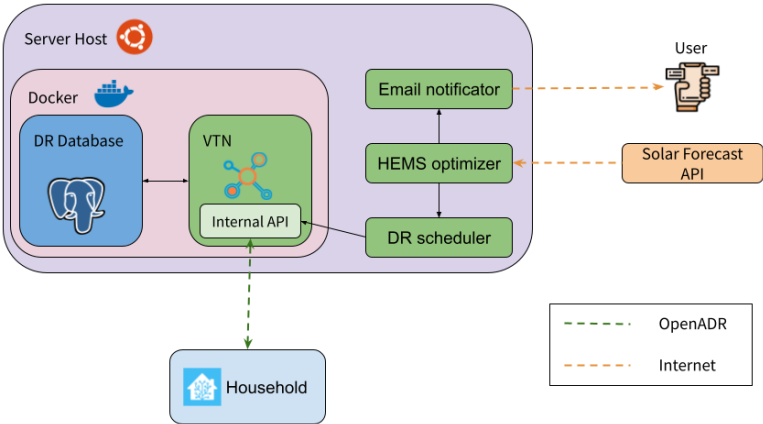 Server Host
Docker
DR Database
VTN
Internal API
Email notificator
HEMS optimizer
DR scheduler
User
Solar Forecast
API
Household
OpenADR
Internet